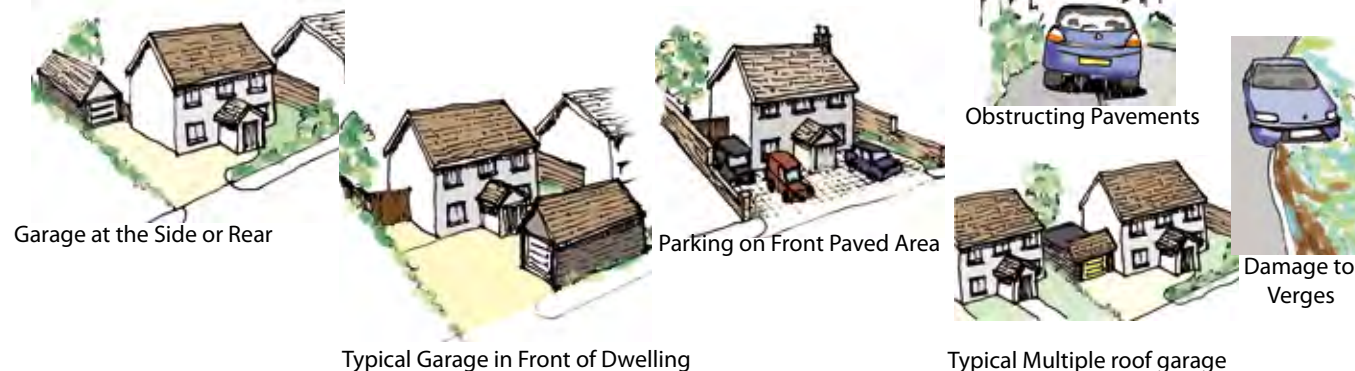 Garage at the Side or Rear
Typical Garage in Front of Dwelling
Parking on Front Paved Area
Obstructing Pavements
Typical Multiple roof garage
Damage to
Verges